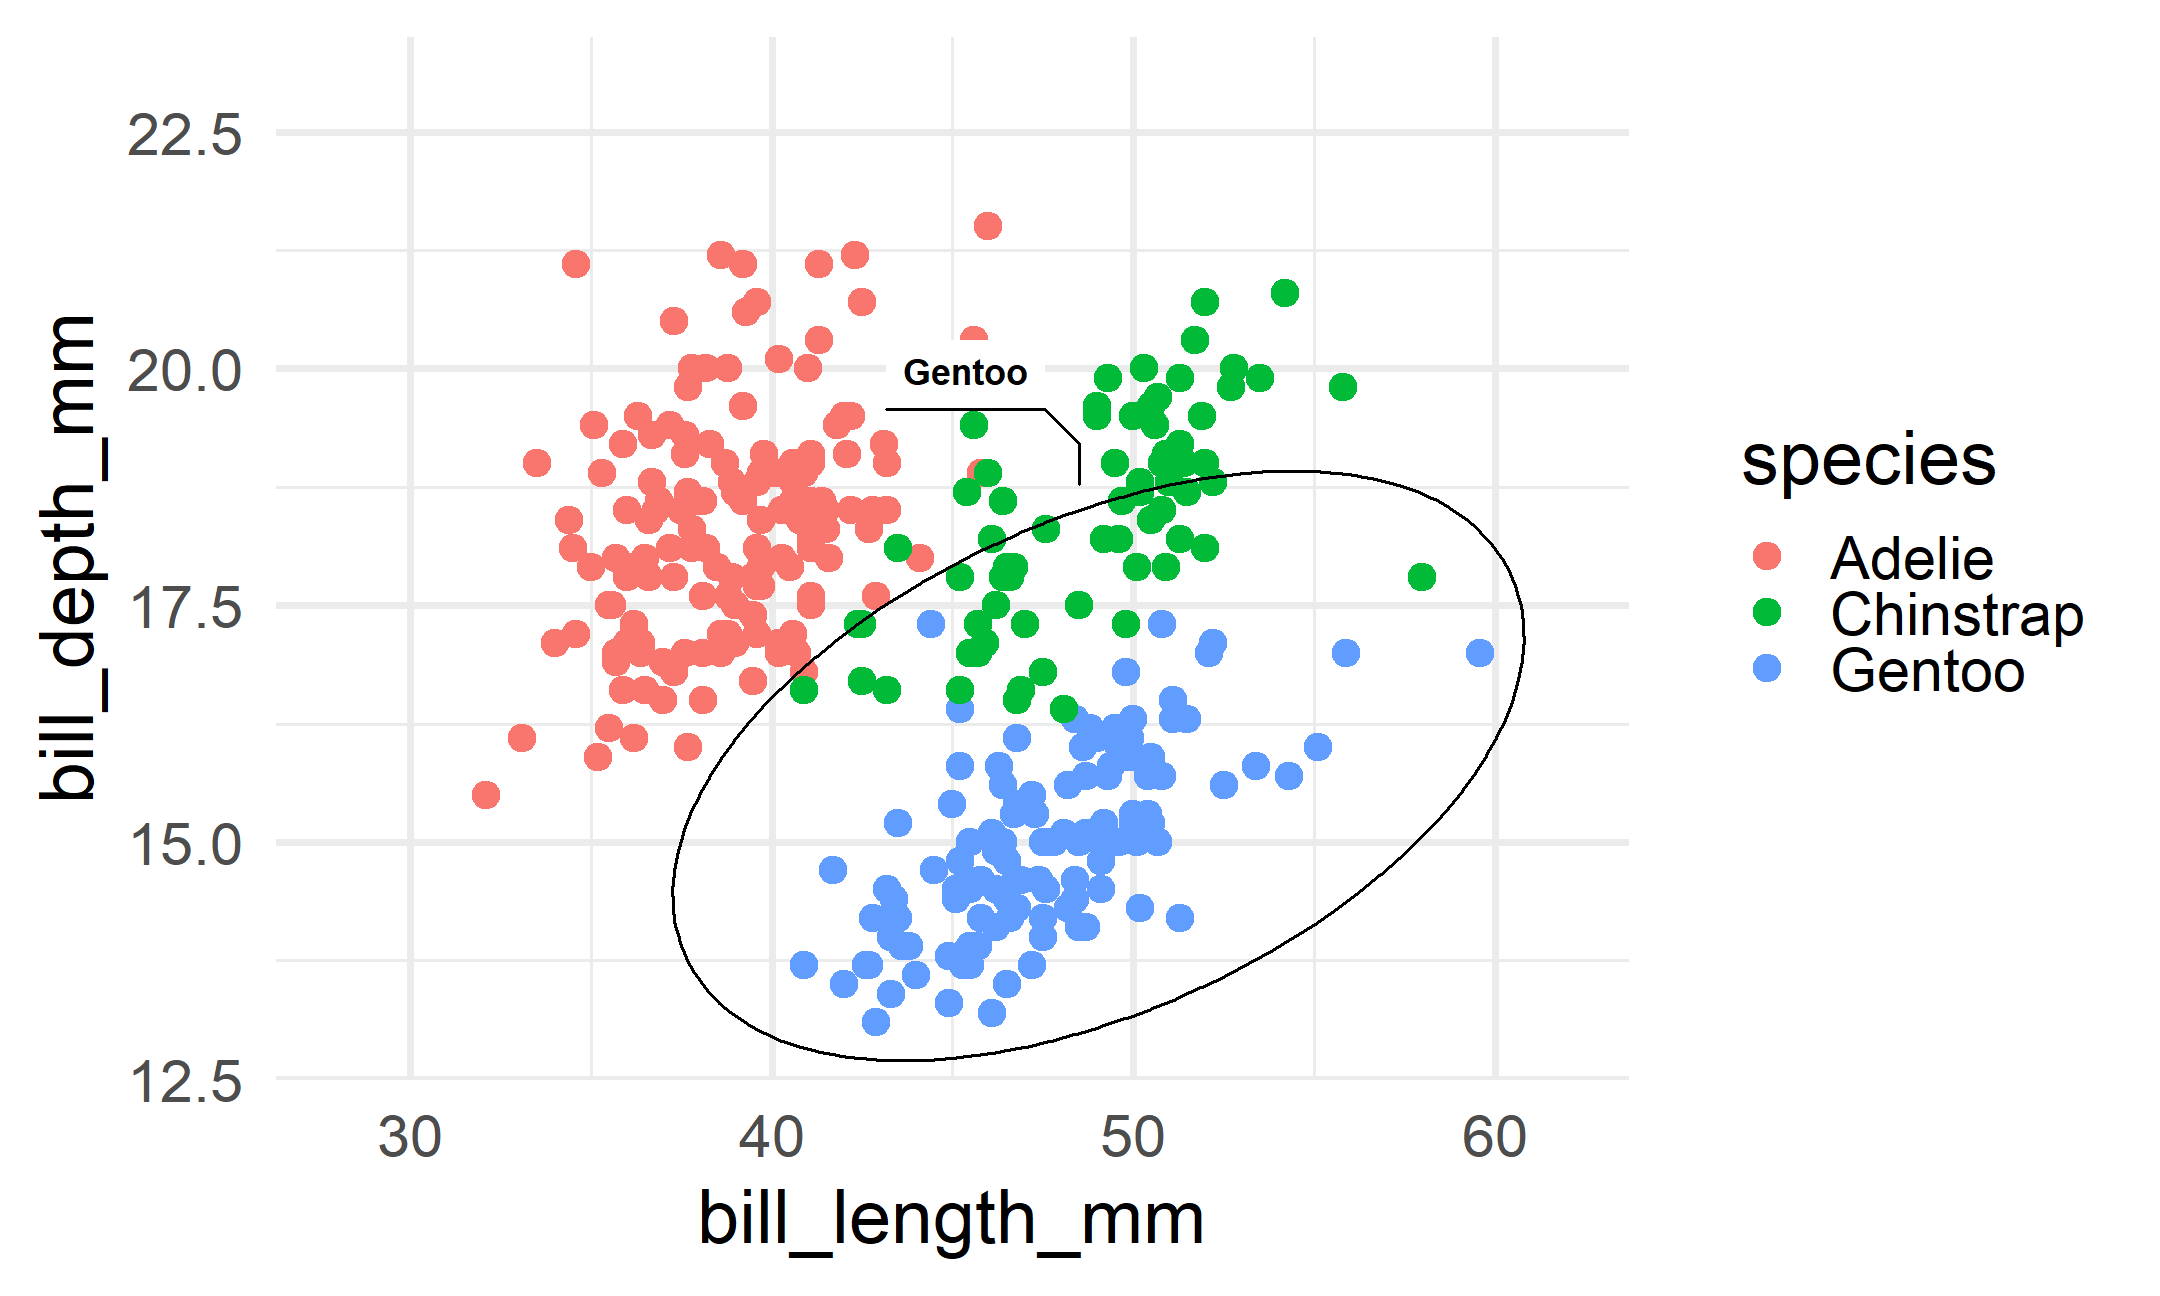 22.5
20.0
17.5
15.0
12.5
bill_depth_mm
Gentoo
30 40 50 60
bill_length_mm
species
Adelie
Chinstrap
Gentoo